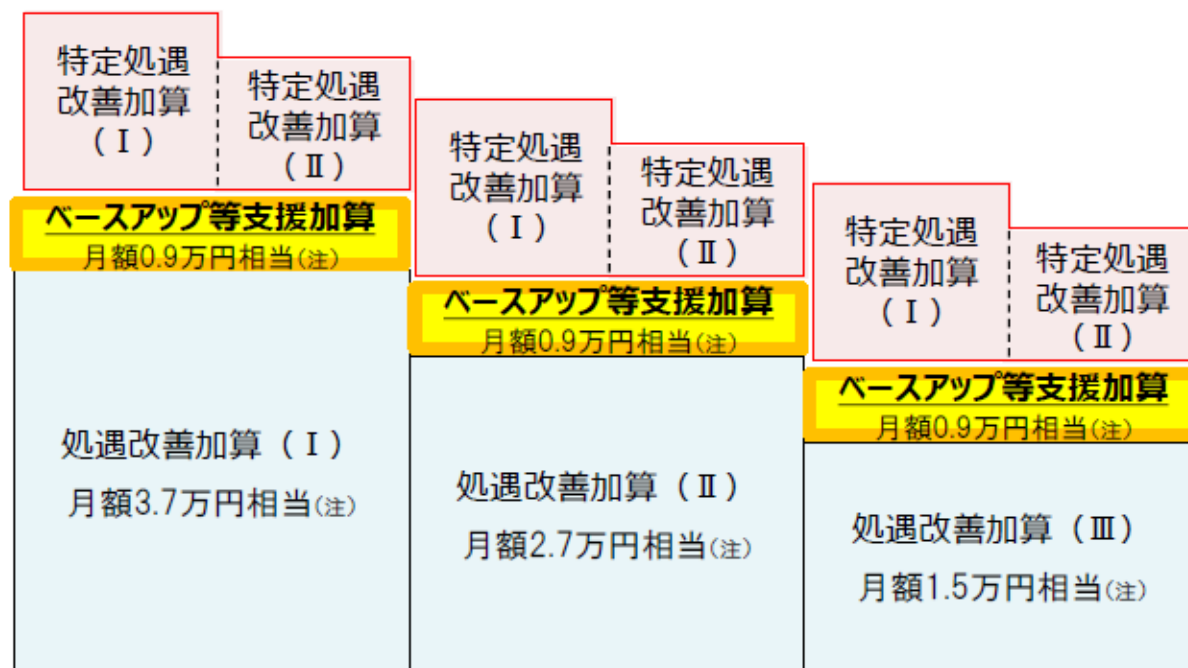 特定処遇
改善加算
(Ⅰ)
特定処遇
改善加算
(Ⅱ)
ベースアップ等支援加算
月額0.9万円相当(注)
処遇改善加算(Ⅰ)
月額3.7万円相当(注)
特定処遇
改善加算
(Ⅰ)
特定処遇
改善加算
(Ⅱ)
ベースアップ等支援加算
月額0.9万円相当(注)
処遇改善加算(Ⅱ)
月額2.7万円相当(注)
特定処遇
改善加算
(Ⅰ)
特定処遇
改善加算
(Ⅱ)
ベースアップ等支援加算
月額0.9万円相当(注)
処遇改善加算(Ⅲ)
月額1.5万円相当(注)